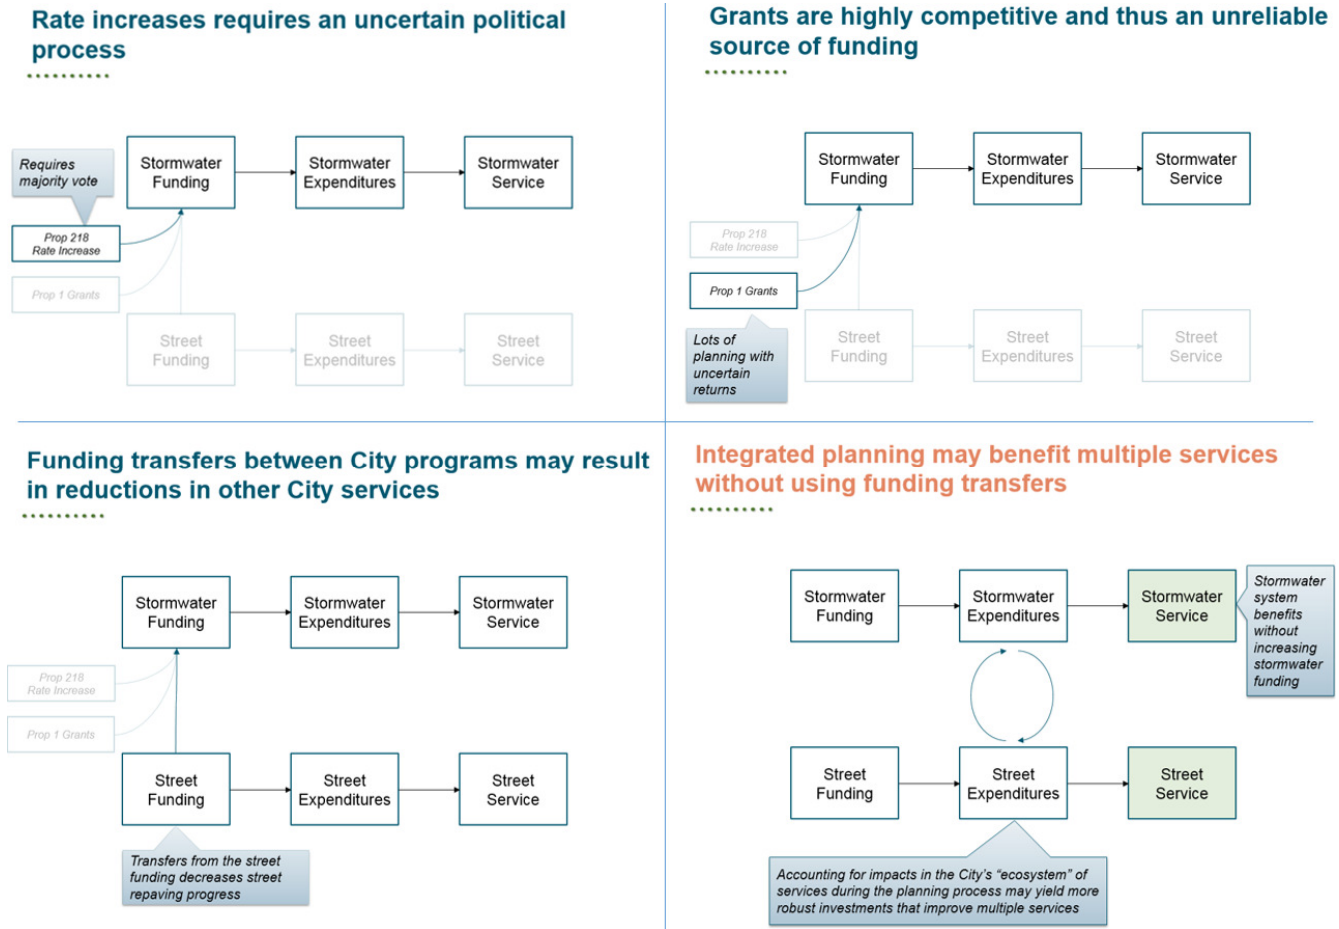 Rate increases requires an uncertain political
process
Requires
majority vote
Stormwater
Funding
Stormwater
Expenditures
Stormwater
Service
Prop 218
Rate Increase
Prop 1 Grants
Street
Funding
Street
Expenditures
Street
Service
Grants are highly competitive and thus an unreliable
source of funding
Stormwater
Funding
Stormwater
Expenditures
Stormwater
Service
Prop 218
Rate Increase
Prop 1 Grants
Lots of
planning with
uncertain
returns
Street
Funding
Street
Expenditures
Street
Service
Funding transfers between City programs may result
in reductions in other City services
Stormwater
Funding
Stormwater
Expenditures
Stormwater
Service
Prop 218
Rate Increase
Prop 1 Grants
Street
Funding
Street
Expenditures
Street
Service
Transfers from the street
funding decreases street
repaving progress
Integrated planning may benefit multiple services
without using funding transfers
Stormwater
Funding
Stormwater
Expenditures
Stormwater
Service
Stormwater
system
benefits
without
increasing
stormwater
funding
Street
Funding
Street
Expenditures
Street
Service
Accounting for impacts in the City's “ecosystem” of
services during the planning process may yield more
robust investments that improve multiple services